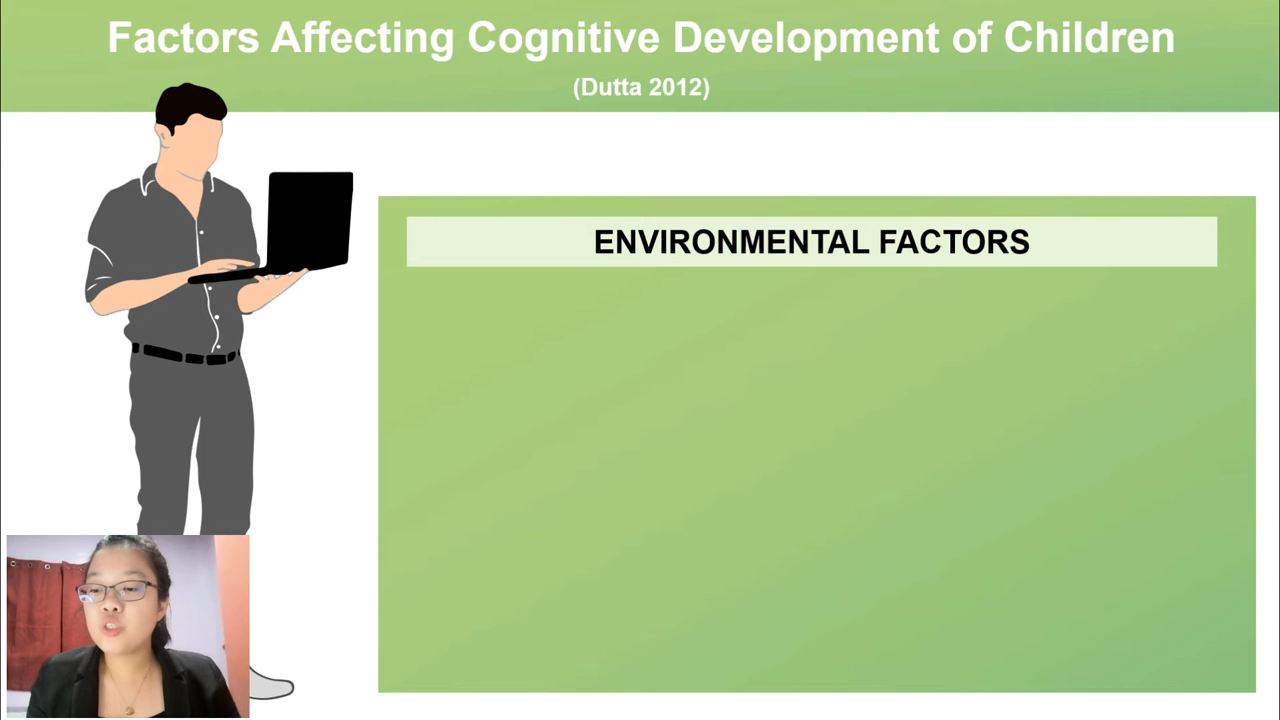 Factors Affecting Cognitive Development of Children
(Dutta 2012)
ENVIRONMENTAL FACTORS